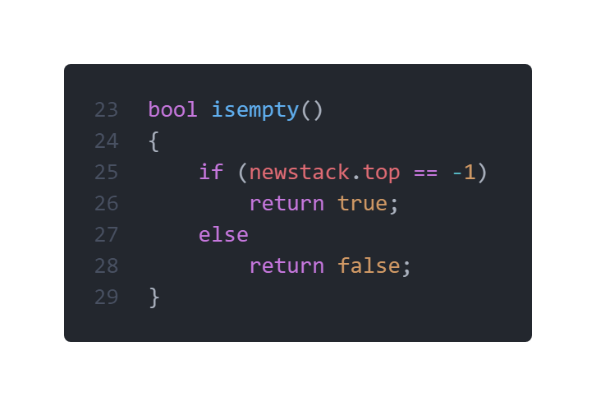 23 bool isempty()
24 {
25     if (newstack.top == -1)
26         return true;
27     else
28         return false;
29 }